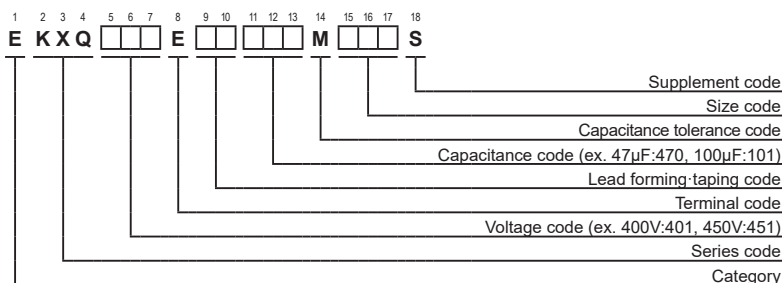 1 2 3 4 5 6 7 8 9 10 11 12 13 14 15 16 17 18
E K X Q E M S
Supplement code
Size code
Capacitance tolerance code
Capacitance code (ex. 47µF:470, 100µF:101)
Lead forming·taping code
Terminal code
Voltage code (ex. 400V:401, 450V:451)
Series code
Category